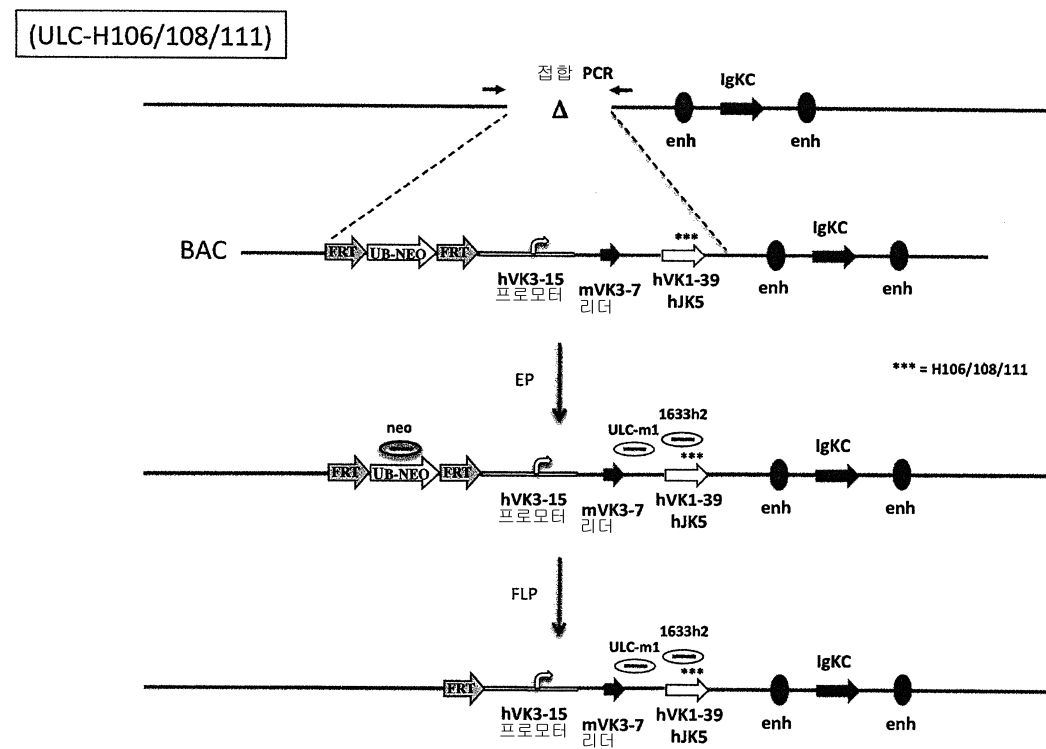 (ULC-H106/108/111)
접합 PCR
Δ
IgKC
enh
enh
BAC
FRT
UB-NEO
FRT
***
IgKC
hVK3-15
프로모터
mVK3-7
리더
hVK1-39
hJK5
enh
enh
EP
*** = H106/108/111
neo
ULC-m1
1633h2
***
FRT
UB-NEO
FRT
IgKC
hVK3-15
프로모터
mVK3-7
리더
hVK1-39
hJK5
enh
enh
FLP
ULC-m1
1633h2
***
FRT
IgKC
hVK3-15
프로모터
mVK3-7
리더
hVK1-39
hJK5
enh
enh